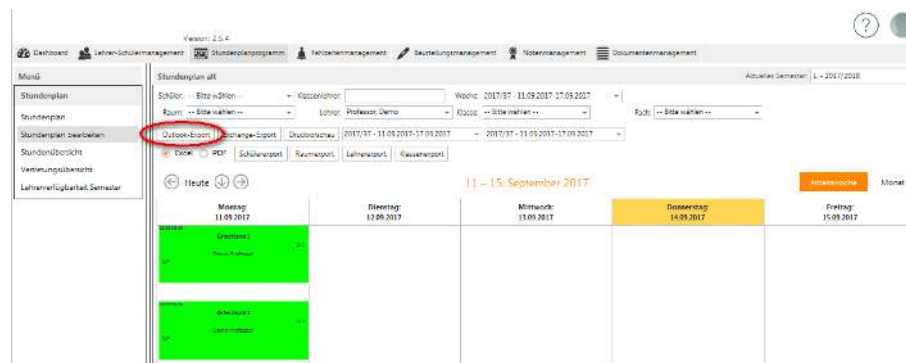 ?
Version: 2.5.4
Dashboard Lehrer-Schülermanagement Stundenplanprogramm Fehlzeitenmanagement Beurteilungsmanagement Notenmanagement Dokumentenmanagement
Menü Stundenplan alt Aktuelles Semester: 1. - 2017/2018
Stundenplan Schüler: -- Bitte wählen -- Klassenlehrer: Woche: 2017/37 - 11.09.2017-17.09.2017
Stundenplan Raum: -- Bitte wählen -- Lehrer: Professor, Demo Klasse: -- Bitte wählen -- Fach: -- Bitte wählen --
Stundenplan bearbeiten Outlook-Export Exchange-Export Druckvorschau 2017/37 - 11.09.2017-17.09.2017 2017/37 - 11.09.2017-17.09.2017
Stundenübersicht Excel PDF Schülerexport Raumexport Lehrerexport Klassenexport
Vertretungsübersicht
Lehrerverfügbarkeit Semester Heute 11 – 15. September 2017 Arbeitswoche Monat
Montag: Dienstag: Mittwoch: Donnerstag: Freitag:
11.09.2017 12.09.2017 13.09.2017 14.09.2017 15.09.2017